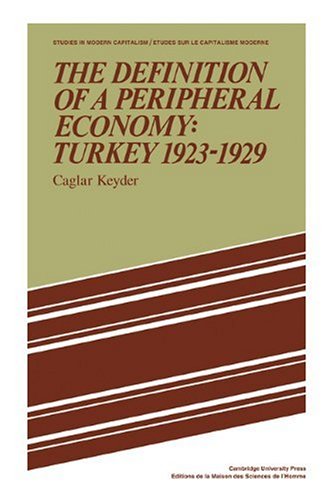 STUDIES IN MODERN CAPITALISM / ETUDES SUR LE CAPITALISME MODERNE
THE DEFINITION
OF A PERIPHERAL
ECONOMY:
TURKEY 1923-1929
Caglar Keyder
Cambridge University Press
Editions de la Maison des Sciences de l'Homme